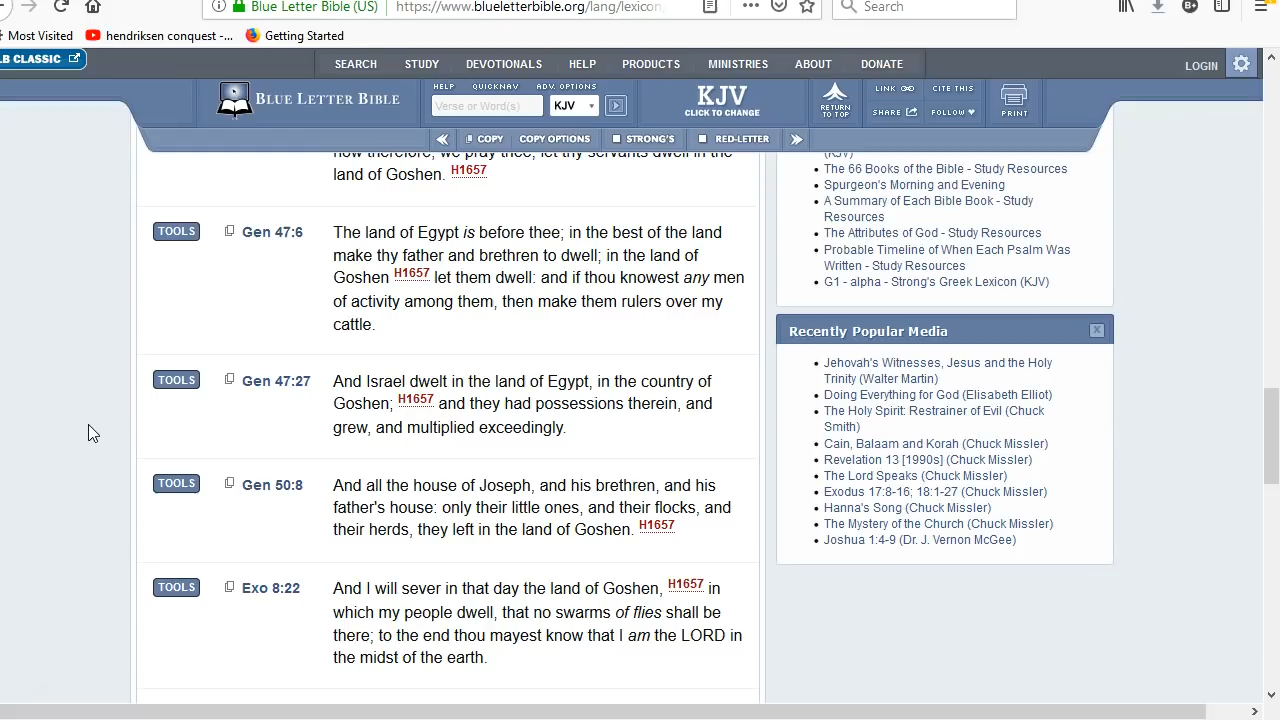 Blue Letter Bible (US)
https://www.blueletterbible.org/lang/lexicon
Search
Most Visited
hendriksen conquest -...
Getting Started
LB CLASSIC
SEARCH
STUDY
DEVOTIONALS
HELP
PRODUCTS
MINISTRIES
ABOUT
DONATE
LOGIN
BLUE LETTER BIBLE
HELP
QUICKNAV
ADV. OPTIONS
Verse or Word(s)
KJV
KJV
CLICK TO CHANGE
RETURN
TO TOP
LINK
CITE THIS
SHARE
FOLLOW
PRINT
COPY
COPY OPTIONS
STRONG'S
RED-LETTER
now therefore, we pray thee, let thy servants dwell in the
land of Goshen. H1657
TOOLS
Gen 47:6
The land of Egypt is before thee; in the best of the land
make thy father and brethren to dwell; in the land of
Goshen H1657 let them dwell: and if thou knowest any men
of activity among them, then make them rulers over my
cattle.
TOOLS
Gen 47:27
And Israel dwelt in the land of Egypt, in the country of
Goshen; H1657 and they had possessions therein, and
grew, and multiplied exceedingly.
TOOLS
Gen 50:8
And all the house of Joseph, and his brethren, and his
father's house: only their little ones, and their flocks, and
their herds, they left in the land of Goshen. H1657
TOOLS
Exo 8:22
And I will sever in that day the land of Goshen, H1657 in
which my people dwell, that no swarms of flies shall be
there; to the end thou mayest know that I am the LORD in
the midst of the earth.
(KJV)
The 66 Books of the Bible - Study Resources
Spurgeon's Morning and Evening
A Summary of Each Bible Book - Study
Resources
The Attributes of God - Study Resources
Probable Timeline of When Each Psalm Was
Written - Study Resources
G1 - alpha - Strong's Greek Lexicon (KJV)
Recently Popular Media
Jehovah's Witnesses, Jesus and the Holy
Trinity (Walter Martin)
Doing Everything for God (Elisabeth Elliot)
The Holy Spirit: Restrainer of Evil (Chuck
Smith)
Cain, Balaam and Korah (Chuck Missler)
Revelation 13 [1990s] (Chuck Missler)
The Lord Speaks (Chuck Missler)
Exodus 17:8-16; 18:1-27 (Chuck Missler)
Hanna's Song (Chuck Missler)
The Mystery of the Church (Chuck Missler)
Joshua 1:4-9 (Dr. J. Vernon McGee)